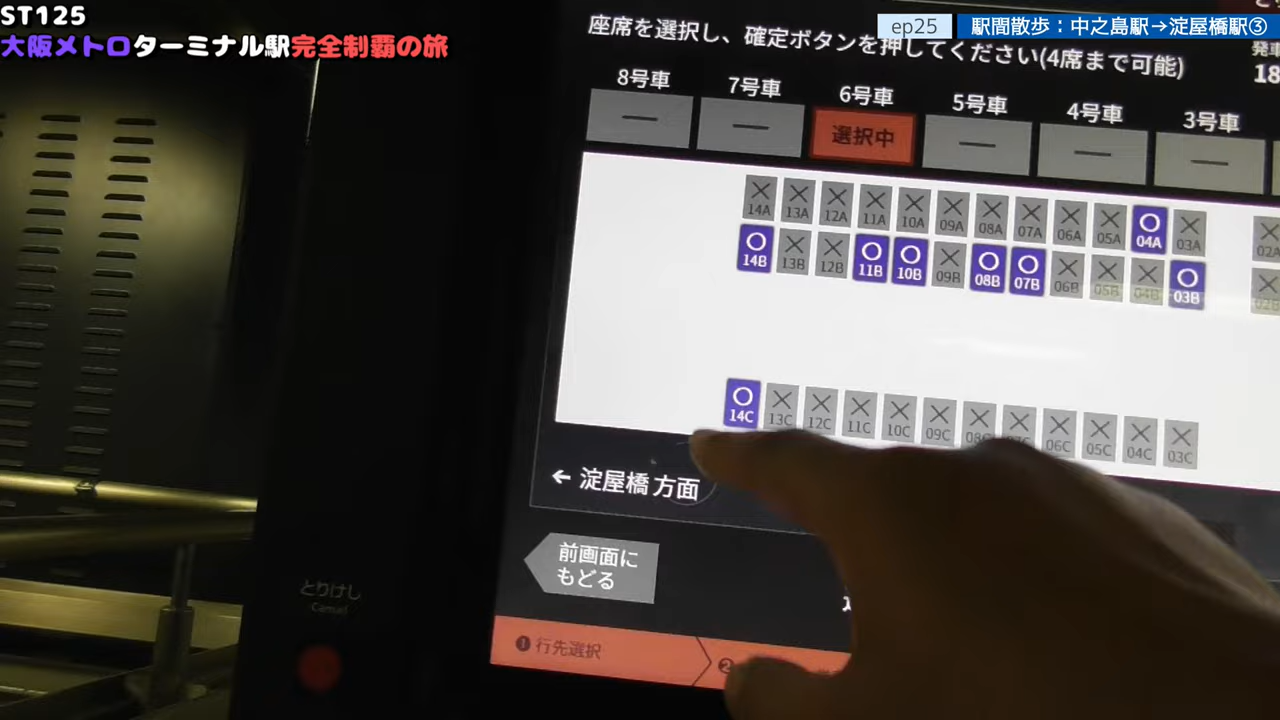 ST125
大阪メトロターミナル駅完全制覇の旅
ep25 駅間散歩：中之島駅→淀屋橋駅③
座席を選択し、確定ボタンを押してください(4席まで可能)
18
8号車 7号車 6号車 5号車 4号車 3号車
選択中
14A 13A 12A 11A 10A 09A 08A 07A 06A 05A 04A 03A 02A
14B 13B 12B 11B 10B 09B 08B 07B 06B 05B 04B 03B 02B
14C 13C 12C 11C 10C 09C 08C 07C 06C 05C 04C 03C
← 淀屋橋 方面
前画面に
もどる
とりけし
Cancel
❶ 行先選択
❷